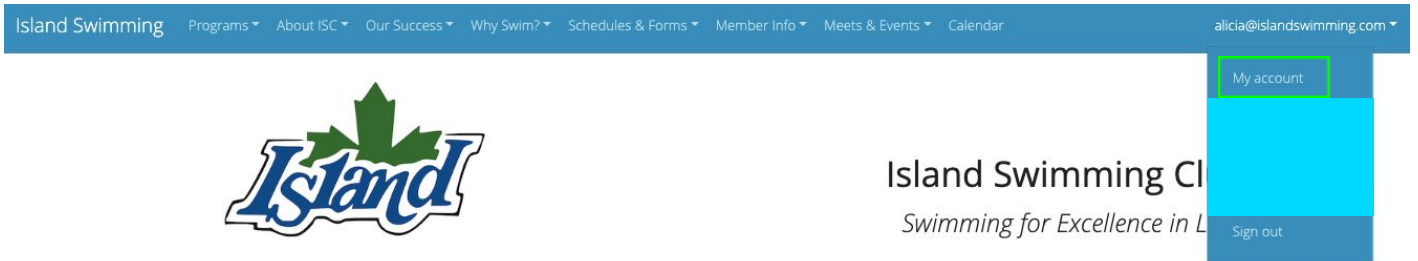 Island Swimming Programs About ISC Our Success Why Swim? Schedules & Forms Member Info Meets & Events Calendar alicia@islandswimming.com
My account
Island
Island Swimming Cl
Swimming for Excellence in L
Sign out